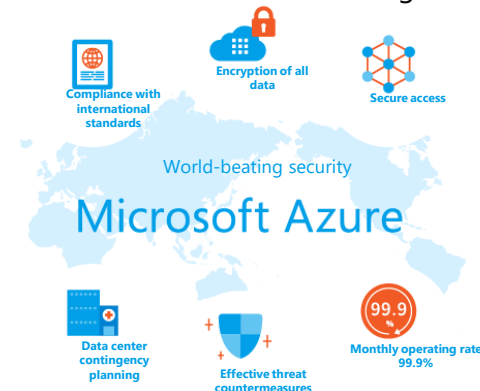 Encryption of all
data
Compliance with
international
standards
Secure access
World-beating security
Microsoft Azure
99.9
%
Data center
contingency
planning
Effective threat
countermeasures
Monthly operating rate
99.9%